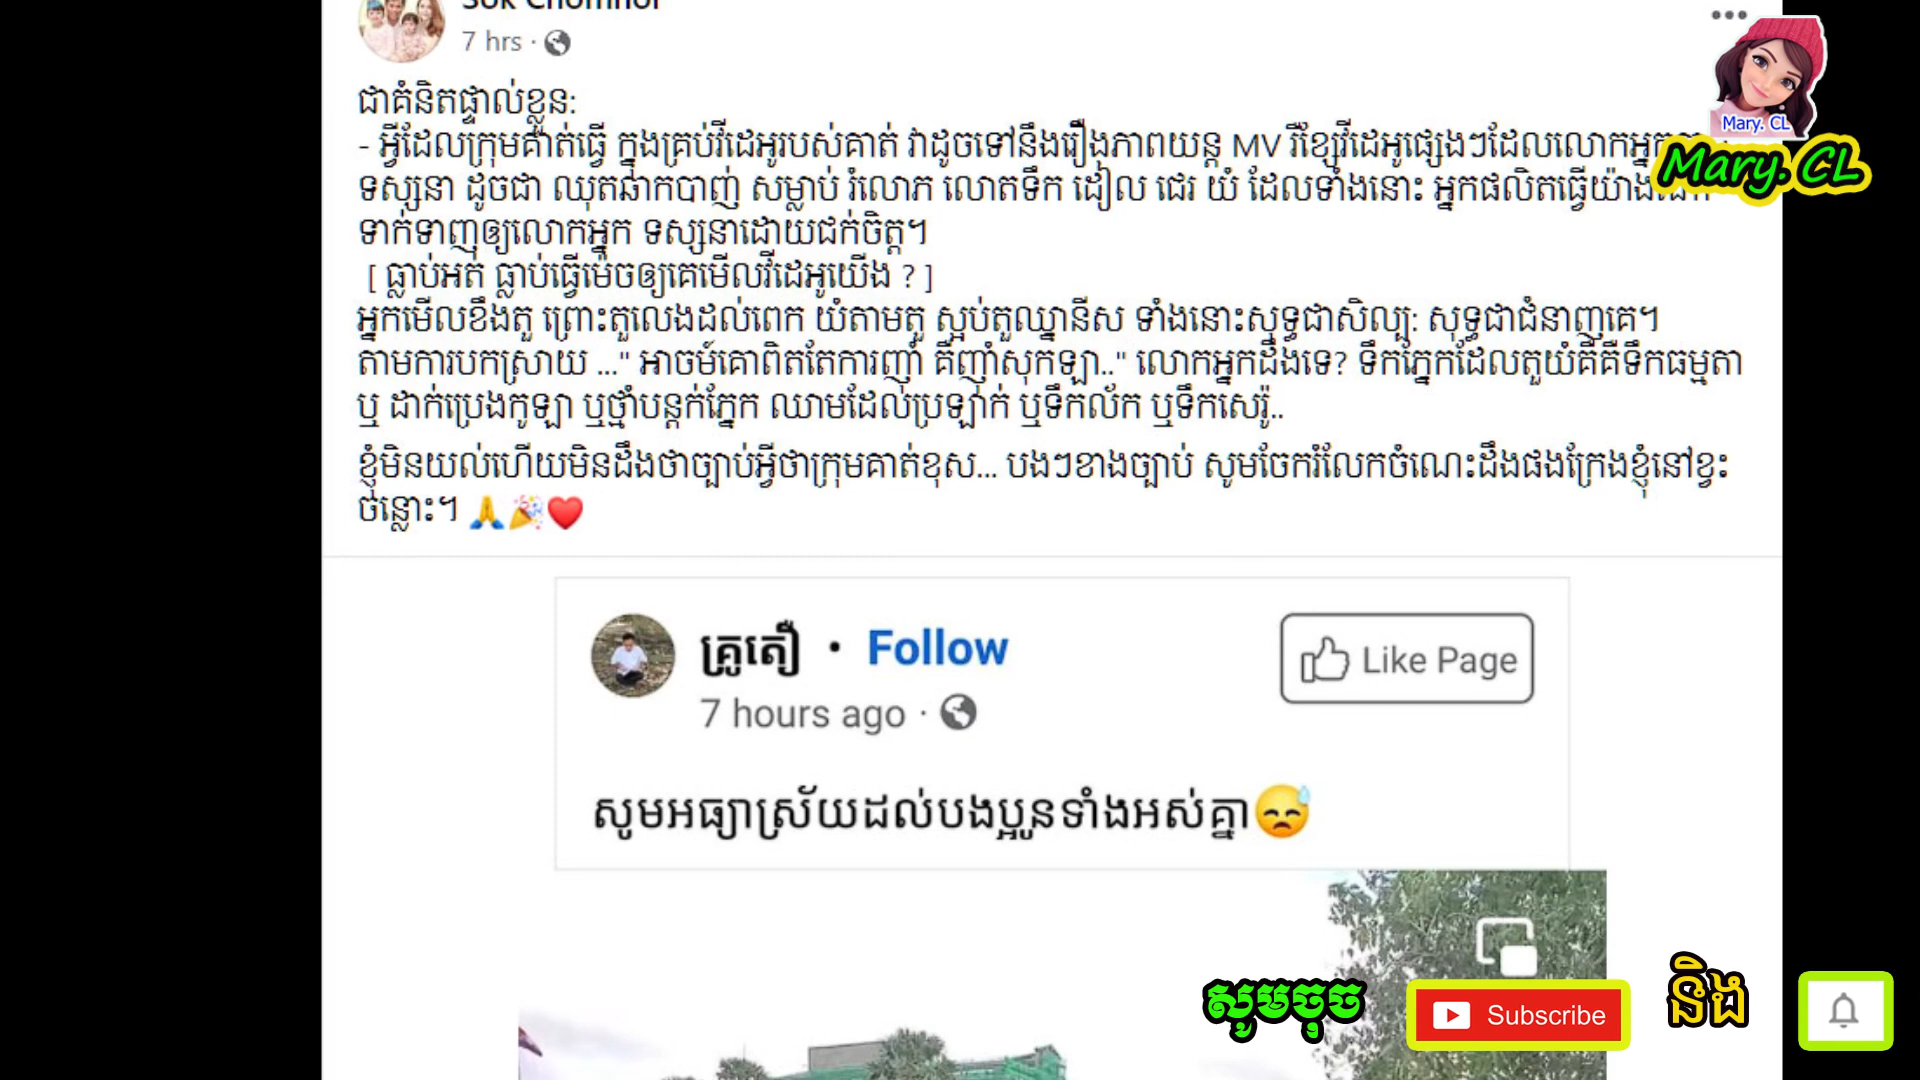 7 hrs ·
ជាគំនិតផ្ទាល់ខ្លួន:
- អ្វីដែលក្រុមគាត់ធ្វើ ក្នុងគ្រប់វីដេអូរបស់គាត់ វាដូចទៅនឹងរឿងភាពយន្ត MV រឺខ្សែវីដេអូផ្សេងៗដែលលោកអ្នក
ទស្សនា ដូចជា ឈុតឆាកបាញ់ សម្លាប់ រំលោភ លោតទឹក ដៀល ជេរ យំ ដែលទាំងនោះ អ្នកផលិតធ្វើយ៉ាង
ទាក់ទាញឲ្យលោកអ្នក ទស្សនាដោយជក់ចិត្ត។
[ ធ្លាប់អត់ ធ្លាប់ធ្វើម៉េចឲ្យគេមើលវីដេអូយើង ? ]
អ្នកមើលខឹងតួ ព្រោះតួលេងដល់ពេក យំតាមតួ ស្អប់តួឈ្នានីស ទាំងនោះសុទ្ធជាសិល្បៈ សុទ្ធជាជំនាញគេ។
តាមការបកស្រាយ ..." អាចម៍គោពិតតែការញ៉ាំ គឺញ៉ាំសុកឡា.." លោកអ្នកដឹងទេ? ទឹកភ្នែកដែលតួយំគឺគឺទឹកធម្មតា
ឬ ដាក់ប្រេងកូឡា ឬថ្នាំបន្តក់ភ្នែក ឈាមដែលប្រឡាក់ ឬទឹកល័ក ឬទឹកសេរ៉ូ..
ខ្ញុំមិនយល់ហើយមិនដឹងថាច្បាប់អ្វីថាក្រុមគាត់ខុស... បងៗខាងច្បាប់ សូមចែករំលែកចំណេះដឹងផងក្រែងខ្ញុំនៅខ្វះ
ចន្លោះ។ 🙏🎉❤️
Mary. CL
Mary. CL
គ្រូតឿ · Follow
Like Page
7 hours ago ·
សូមអធ្យាស្រ័យដល់បងប្អូនទាំងអស់គ្នា😓
សូមចុច
Subscribe
និង